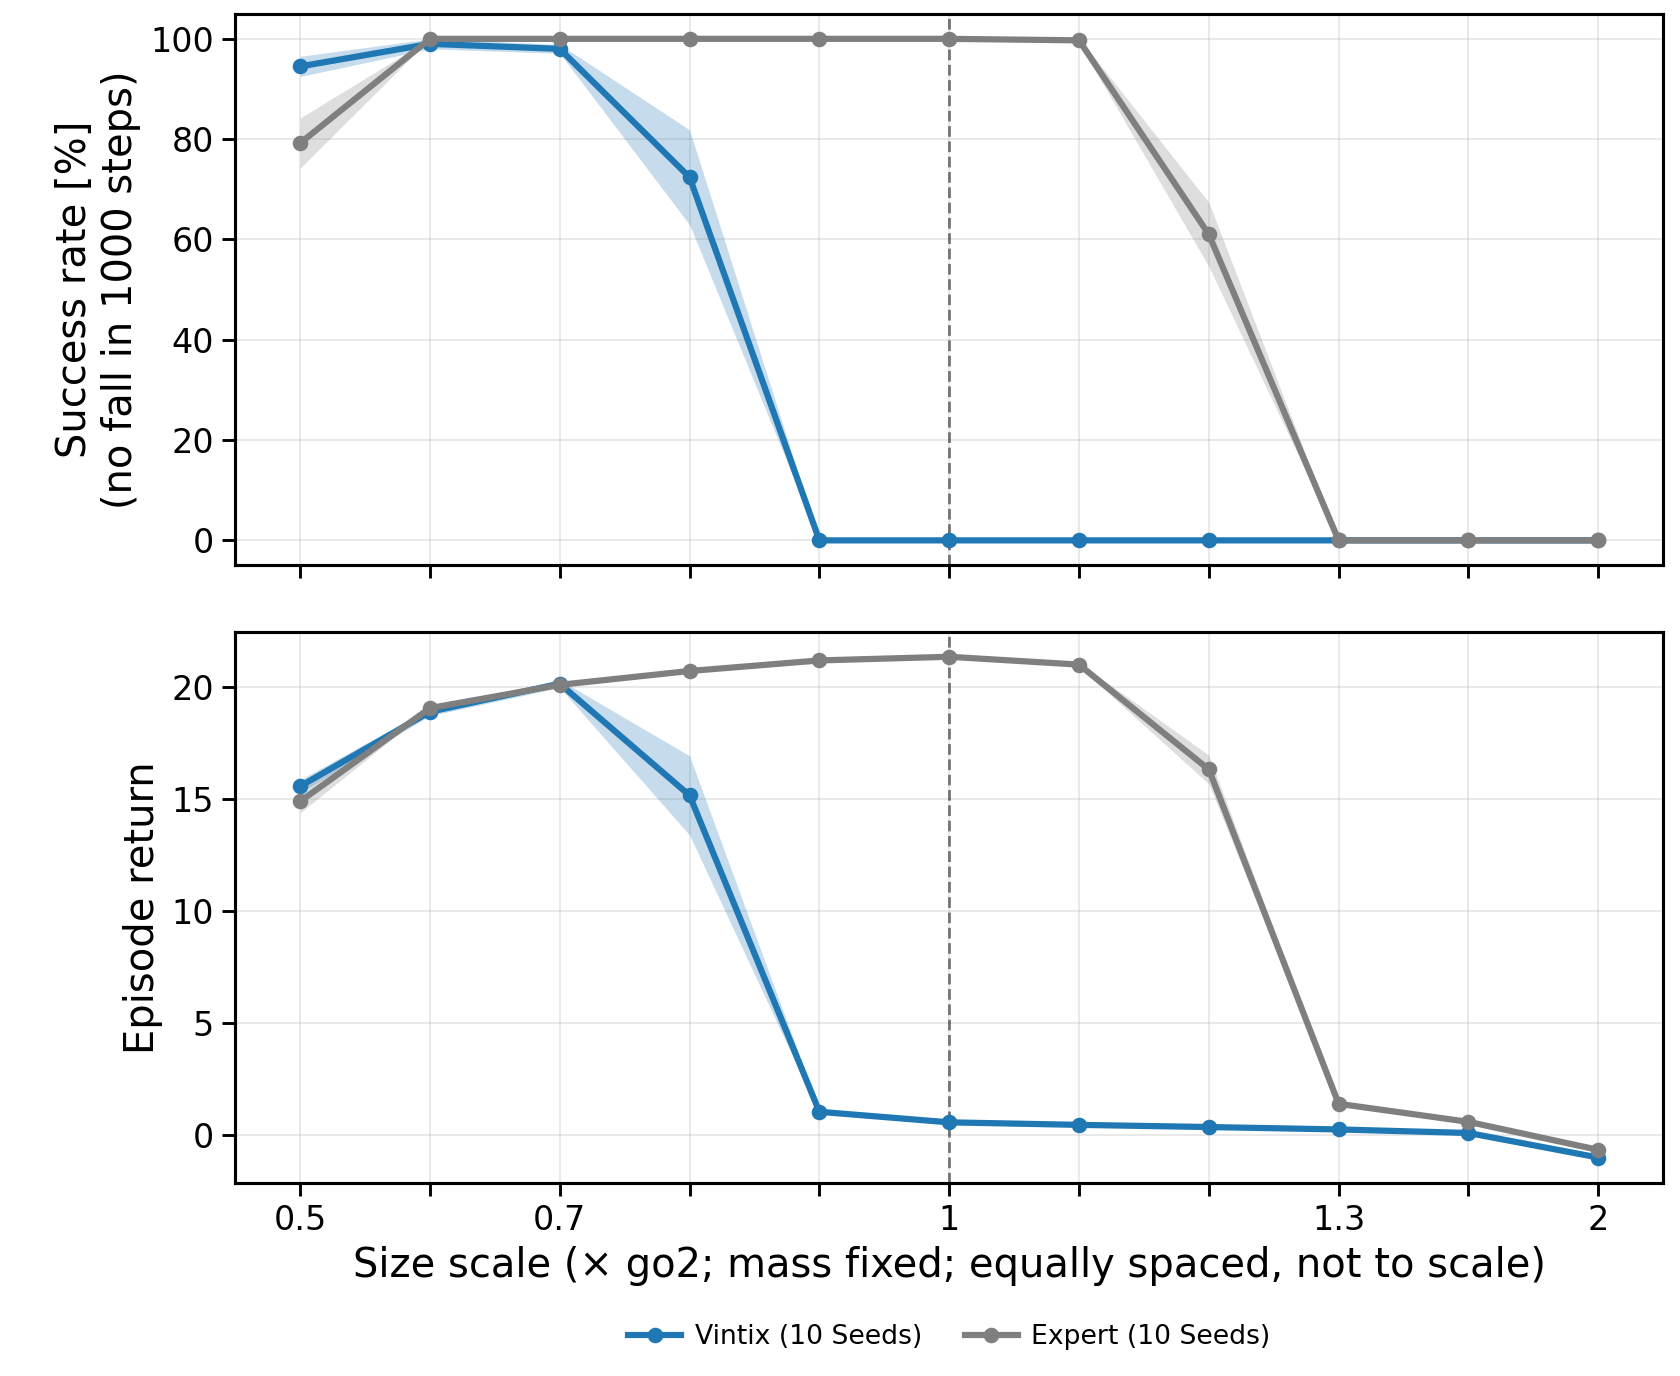 Success rate [%]
(no fall in 1000 steps)
100
80
60
40
20
0
Episode return
20
15
10
5
0
0.5 0.7 1 1.3 2
Size scale (× go2; mass fixed; equally spaced, not to scale)
Vintix (10 Seeds) Expert (10 Seeds)